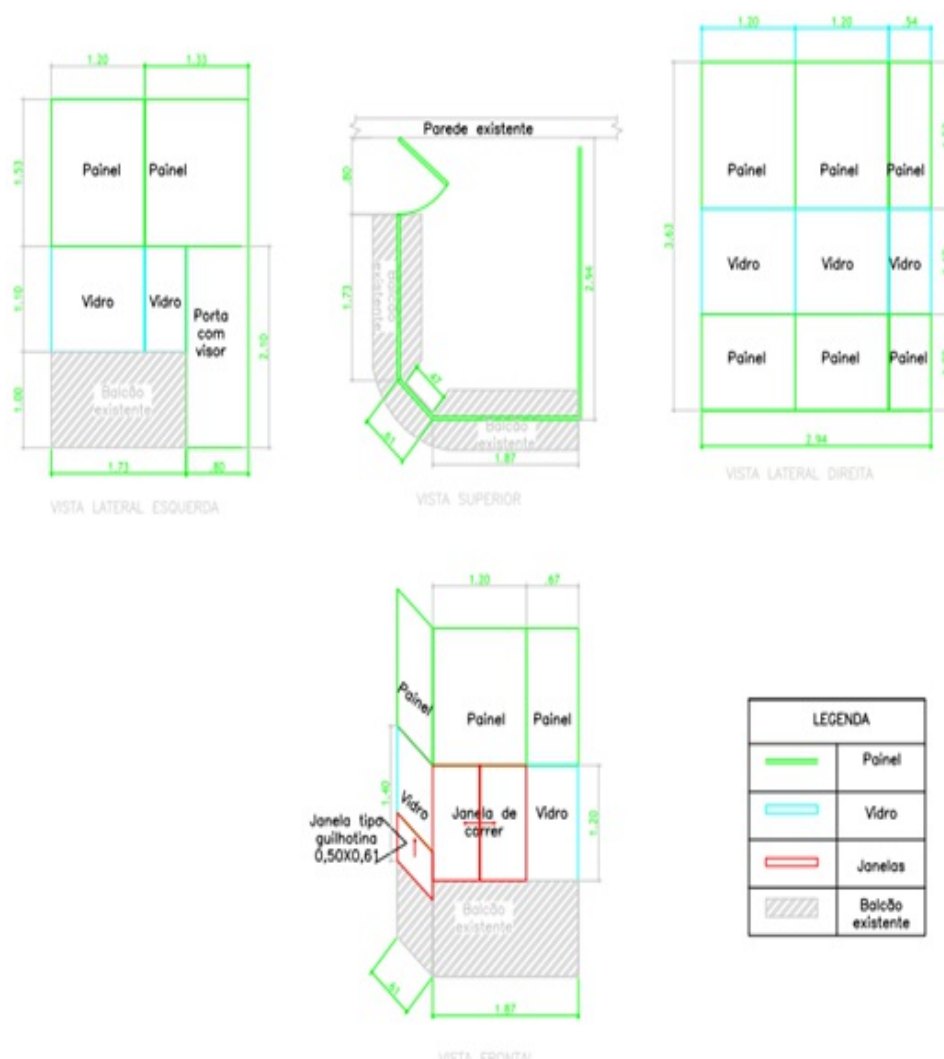 1.20
1.33
1.53
Painel
Painel
1.10
Vidro
Vidro
Porta
com
visor
2.10
1.00
Balcão
existente
1.73
.80
VISTA LATERAL ESQUERDA
Parede existente
.80
Balcão
existente
1.73
2.94
.47
.61
Balcão
existente
1.87
VISTA SUPERIOR
1.20
1.20
.54
3.63
Painel
Painel
Painel
Vidro
Vidro
Vidro
Painel
Painel
Painel
2.94
VISTA LATERAL DIREITA
1.20
.67
Painel
Painel
Painel
1.40
Vidro
Janela de
correr
Vidro
1.20
Janela tipo
guilhotina
0,50X0,61
Balcão
existente
.61
1.87
VISTA FRONTAL
LEGENDA
Painel
Vidro
Janelas
Balcão
existente